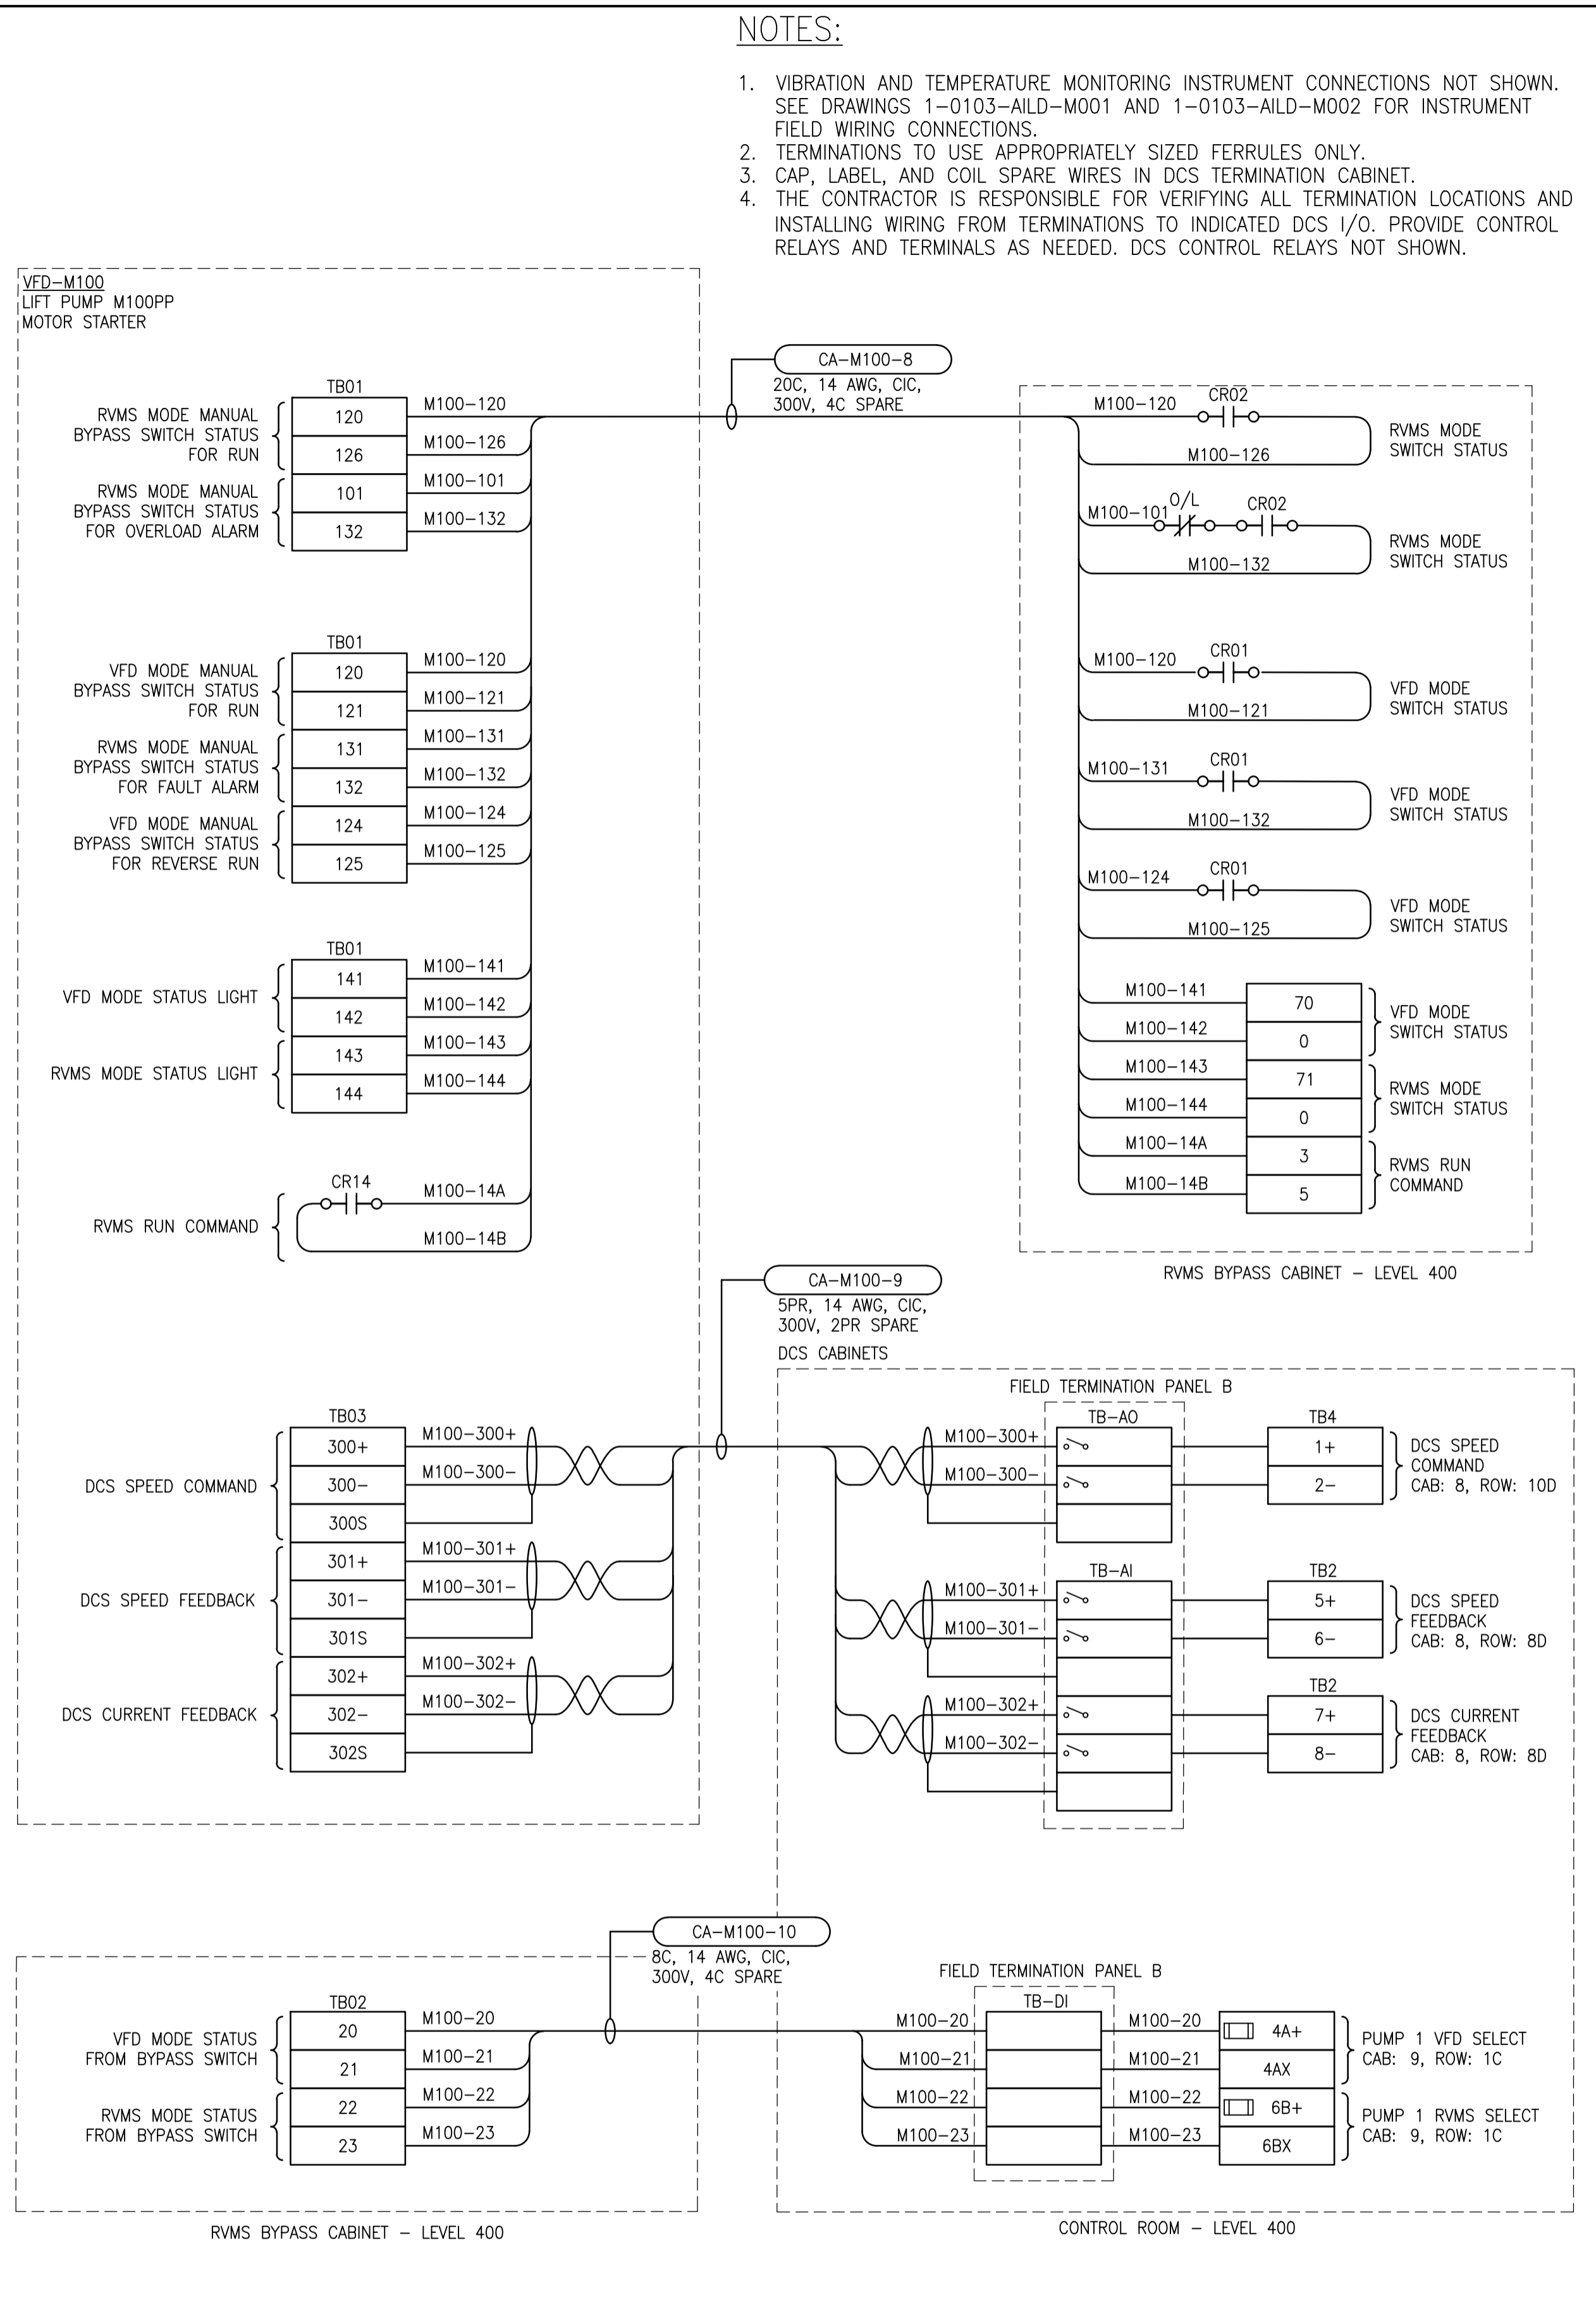 NOTES:
1. VIBRATION AND TEMPERATURE MONITORING INSTRUMENT CONNECTIONS NOT SHOWN.
SEE DRAWINGS 1-0103-AILD-M001 AND 1-0103-AILD-M002 FOR INSTRUMENT
FIELD WIRING CONNECTIONS.
2. TERMINATIONS TO USE APPROPRIATELY SIZED FERRULES ONLY.
3. CAP, LABEL, AND COIL SPARE WIRES IN DCS TERMINATION CABINET.
4. THE CONTRACTOR IS RESPONSIBLE FOR VERIFYING ALL TERMINATION LOCATIONS AND
INSTALLING WIRING FROM TERMINATIONS TO INDICATED DCS I/O. PROVIDE CONTROL
RELAYS AND TERMINALS AS NEEDED. DCS CONTROL RELAYS NOT SHOWN.
VFD-M100
LIFT PUMP M100PP
MOTOR STARTER
TB01
RVMS MODE MANUAL
BYPASS SWITCH STATUS
FOR RUN
120
M100-120
126
M100-126
RVMS MODE MANUAL
BYPASS SWITCH STATUS
FOR OVERLOAD ALARM
101
M100-101
132
M100-132
TB01
VFD MODE MANUAL
BYPASS SWITCH STATUS
FOR RUN
120
M100-120
121
M100-121
RVMS MODE MANUAL
BYPASS SWITCH STATUS
FOR FAULT ALARM
131
M100-131
132
M100-132
VFD MODE MANUAL
BYPASS SWITCH STATUS
FOR REVERSE RUN
124
M100-124
125
M100-125
TB01
VFD MODE STATUS LIGHT
141
M100-141
142
M100-142
RVMS MODE STATUS LIGHT
143
M100-143
144
M100-144
RVMS RUN COMMAND
CR14
M100-14A
M100-14B
CA-M100-8
20C, 14 AWG, CIC,
300V, 4C SPARE
M100-120
CR02
M100-126
RVMS MODE
SWITCH STATUS
M100-101
O/L
CR02
M100-132
RVMS MODE
SWITCH STATUS
M100-120
CR01
M100-121
VFD MODE
SWITCH STATUS
M100-131
CR01
M100-132
VFD MODE
SWITCH STATUS
M100-124
CR01
M100-125
VFD MODE
SWITCH STATUS
M100-141
70
M100-142
0
VFD MODE
SWITCH STATUS
M100-143
71
M100-144
0
RVMS MODE
SWITCH STATUS
M100-14A
3
M100-14B
5
RVMS RUN
COMMAND
RVMS BYPASS CABINET - LEVEL 400
CA-M100-9
5PR, 14 AWG, CIC,
300V, 2PR SPARE
TB03
DCS SPEED COMMAND
300+
M100-300+
300-
M100-300-
300S
DCS SPEED FEEDBACK
301+
M100-301+
301-
M100-301-
301S
DCS CURRENT FEEDBACK
302+
M100-302+
302-
M100-302-
302S
DCS CABINETS
FIELD TERMINATION PANEL B
TB-AO
TB4
M100-300+
1+
M100-300-
2-
DCS SPEED
COMMAND
CAB: 8, ROW: 10D
TB-AI
TB2
M100-301+
5+
M100-301-
6-
DCS SPEED
FEEDBACK
CAB: 8, ROW: 8D
TB2
M100-302+
7+
M100-302-
8-
DCS CURRENT
FEEDBACK
CAB: 8, ROW: 8D
CA-M100-10
8C, 14 AWG, CIC,
300V, 4C SPARE
TB02
VFD MODE STATUS
FROM BYPASS SWITCH
20
M100-20
21
M100-21
RVMS MODE STATUS
FROM BYPASS SWITCH
22
M100-22
23
M100-23
RVMS BYPASS CABINET - LEVEL 400
FIELD TERMINATION PANEL B
TB-DI
M100-20
M100-20
4A+
M100-21
M100-21
4AX
PUMP 1 VFD SELECT
CAB: 9, ROW: 1C
M100-22
M100-22
6B+
M100-23
M100-23
6BX
PUMP 1 RVMS SELECT
CAB: 9, ROW: 1C
CONTROL ROOM - LEVEL 400